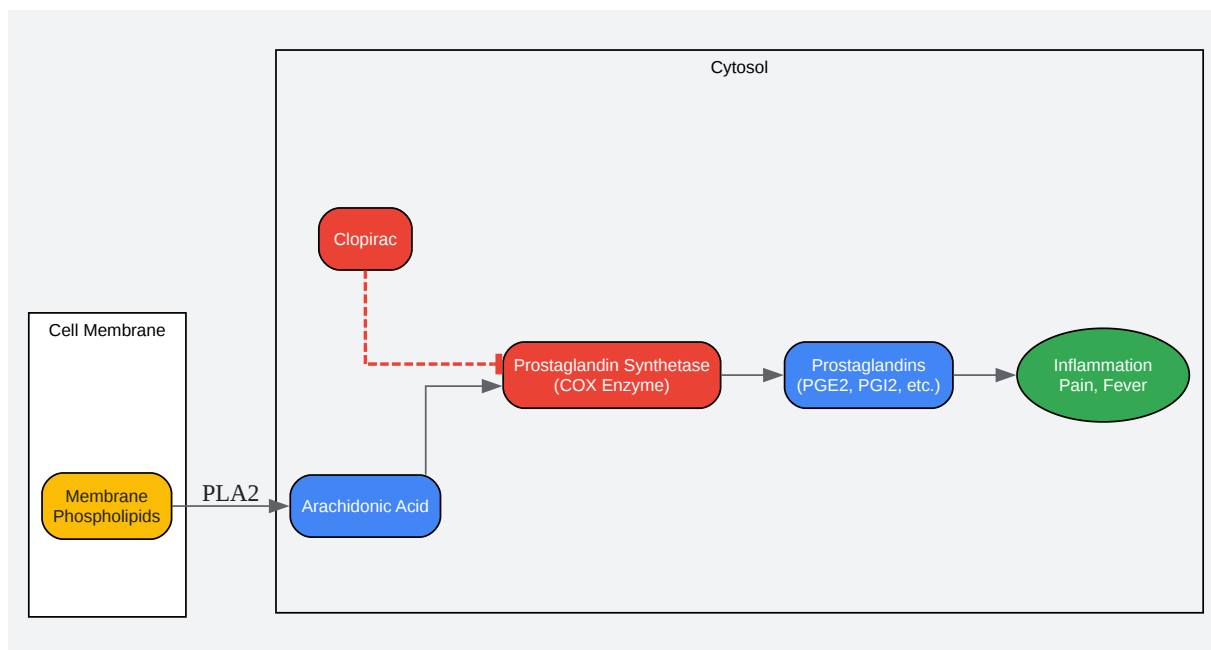 Cytosol
Clopirac
Cell Membrane
Prostaglandin Synthetase
(COX Enzyme)
Prostaglandins
(PGE2, PGI2, etc.)
Inflammation
Pain, Fever
Membrane
Phospholipids
PLA2
Arachidonic Acid